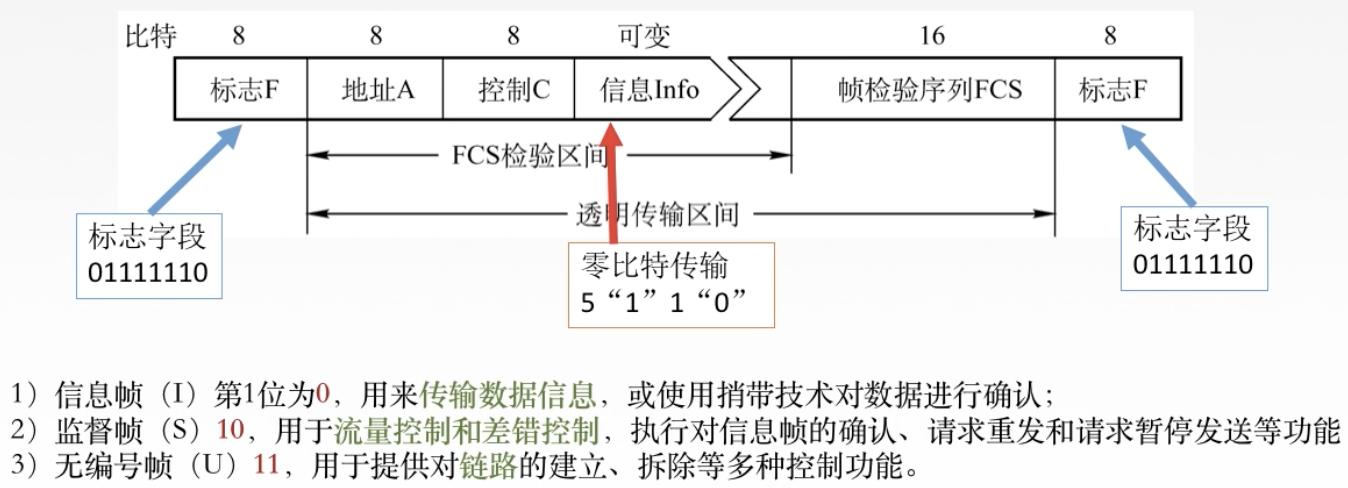 比特 8 8 8 可变 16 8
标志F 地址A 控制C 信息Info 帧检验序列FCS 标志F
FCS检验区间
透明传输区间
标志字段
01111110
零比特传输
5“1”1“0”
标志字段
01111110
1）信息帧（I）第1位为0，用来传输数据信息，或使用捎带技术对数据进行确认；
2）监督帧（S）10，用于流量控制和差错控制，执行对信息帧的确认、请求重发和请求暂停发送等功能
3）无编号帧（U）11，用于提供对链路的建立、拆除等多种控制功能。